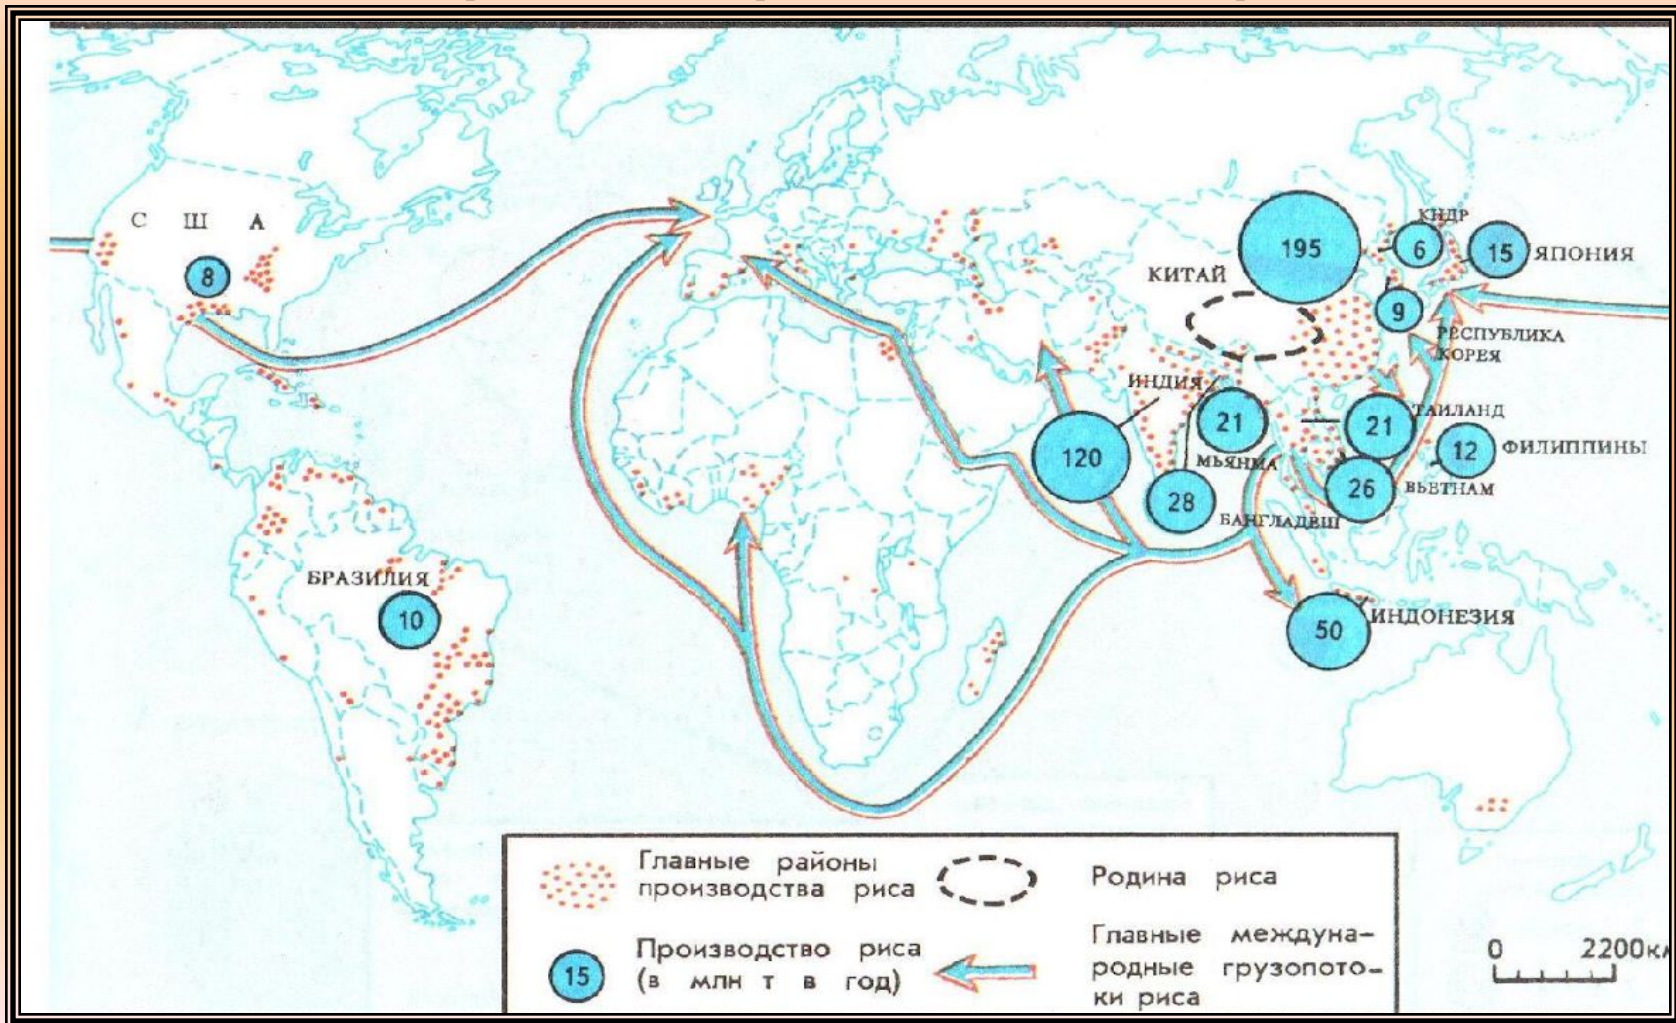 С Ш А
8
БРАЗИЛИЯ
10
195
КИТАЙ
КНДР
6
15
ЯПОНИЯ
9
РЕСПУБЛИКА
КОРЕЯ
ИНДИЯ
120
21
МЬЯНМА
28
БАНГЛАДЕШ
21
ТАИЛАНД
12
ФИЛИППИНЫ
26
ВЬЕТНАМ
50
ИНДОНЕЗИЯ
Главные районы
производства риса
Родина риса
15
Производство риса
(в млн т в год)
Главные междуна-
родные грузопото-
ки риса
0 2200км